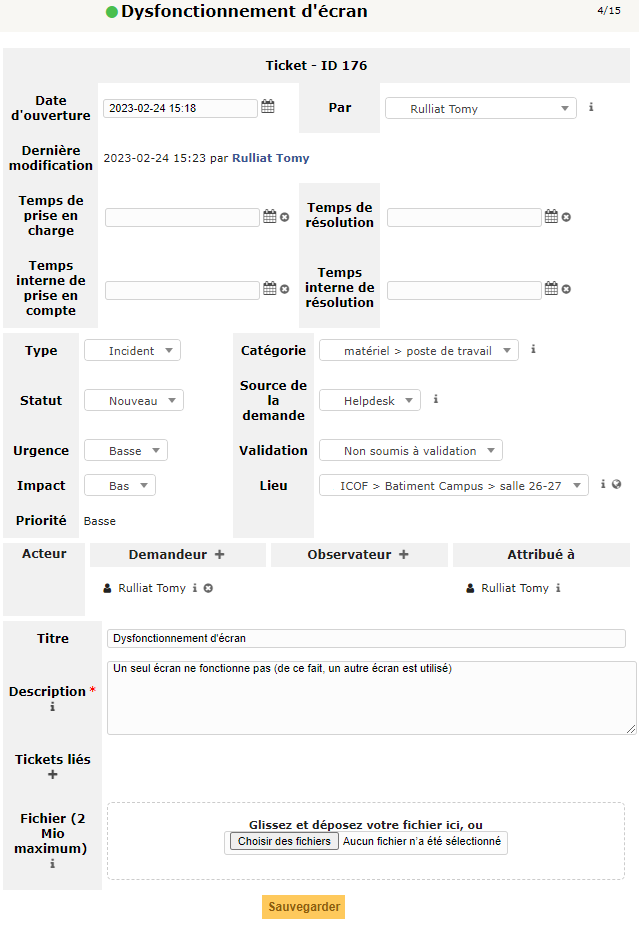 Dysfonctionnement d'écran
4/15
Ticket - ID 176
Date d'ouverture
2023-02-24 15:18
Par
Rulliat Tomy
Dernière modification
2023-02-24 15:23 par Rulliat Tomy
Temps de prise en charge
Temps de résolution
Temps interne de prise en compte
Temps interne de résolution
Type
Incident
Catégorie
matériel > poste de travail
Statut
Nouveau
Source de la demande
Helpdesk
Urgence
Basse
Validation
Non soumis à validation
Impact
Bas
Lieu
ICOF > Batiment Campus > salle 26-27
Priorité
Basse
Acteur
Demandeur +
Observateur +
Attribué à
Rulliat Tomy
Rulliat Tomy
Titre
Dysfonctionnement d'écran
Description *
Un seul écran ne fonctionne pas (de ce fait, un autre écran est utilisé)
Tickets liés
+
Fichier (2 Mio maximum)
Glissez et déposez votre fichier ici, ou
Choisir des fichiers Aucun fichier n'a été sélectionné
Sauvegarder